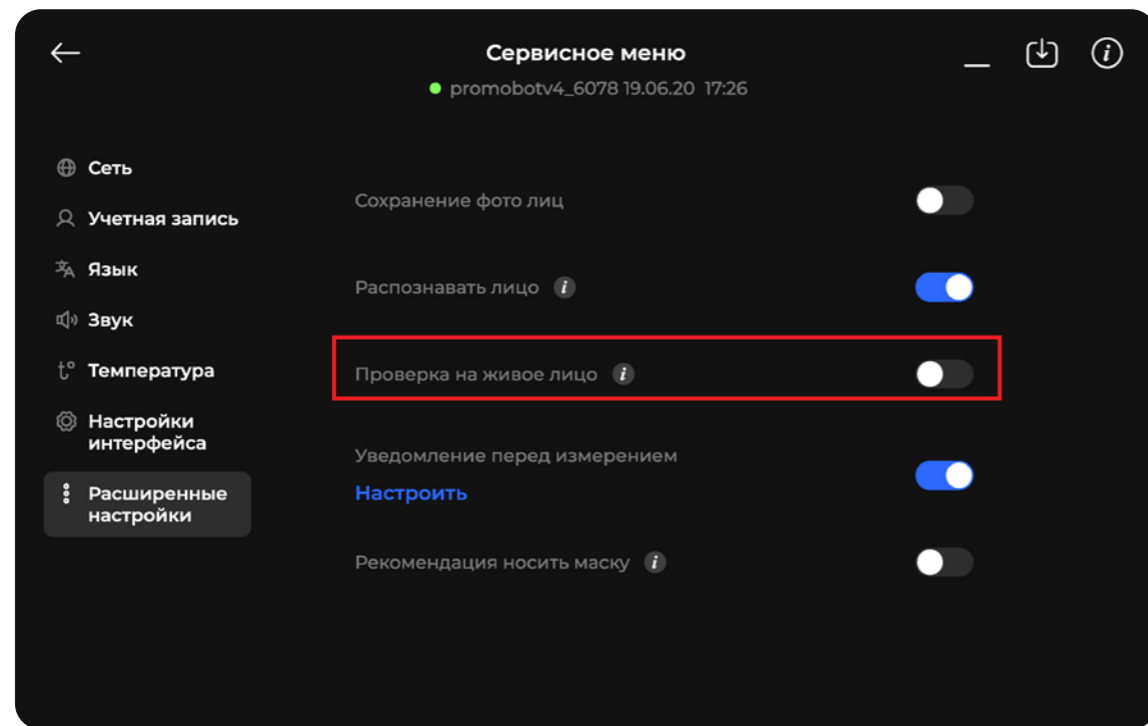 Сервисное меню
promobotv4_6078 19.06.20 17:26
Сеть
Учетная запись
Язык
Звук
Температура
Настройки
интерфейса
Расширенные
настройки
Сохранение фото лиц
Распознавать лицо
Проверка на живое лицо
Уведомление перед измерением
Настроить
Рекомендация носить маску